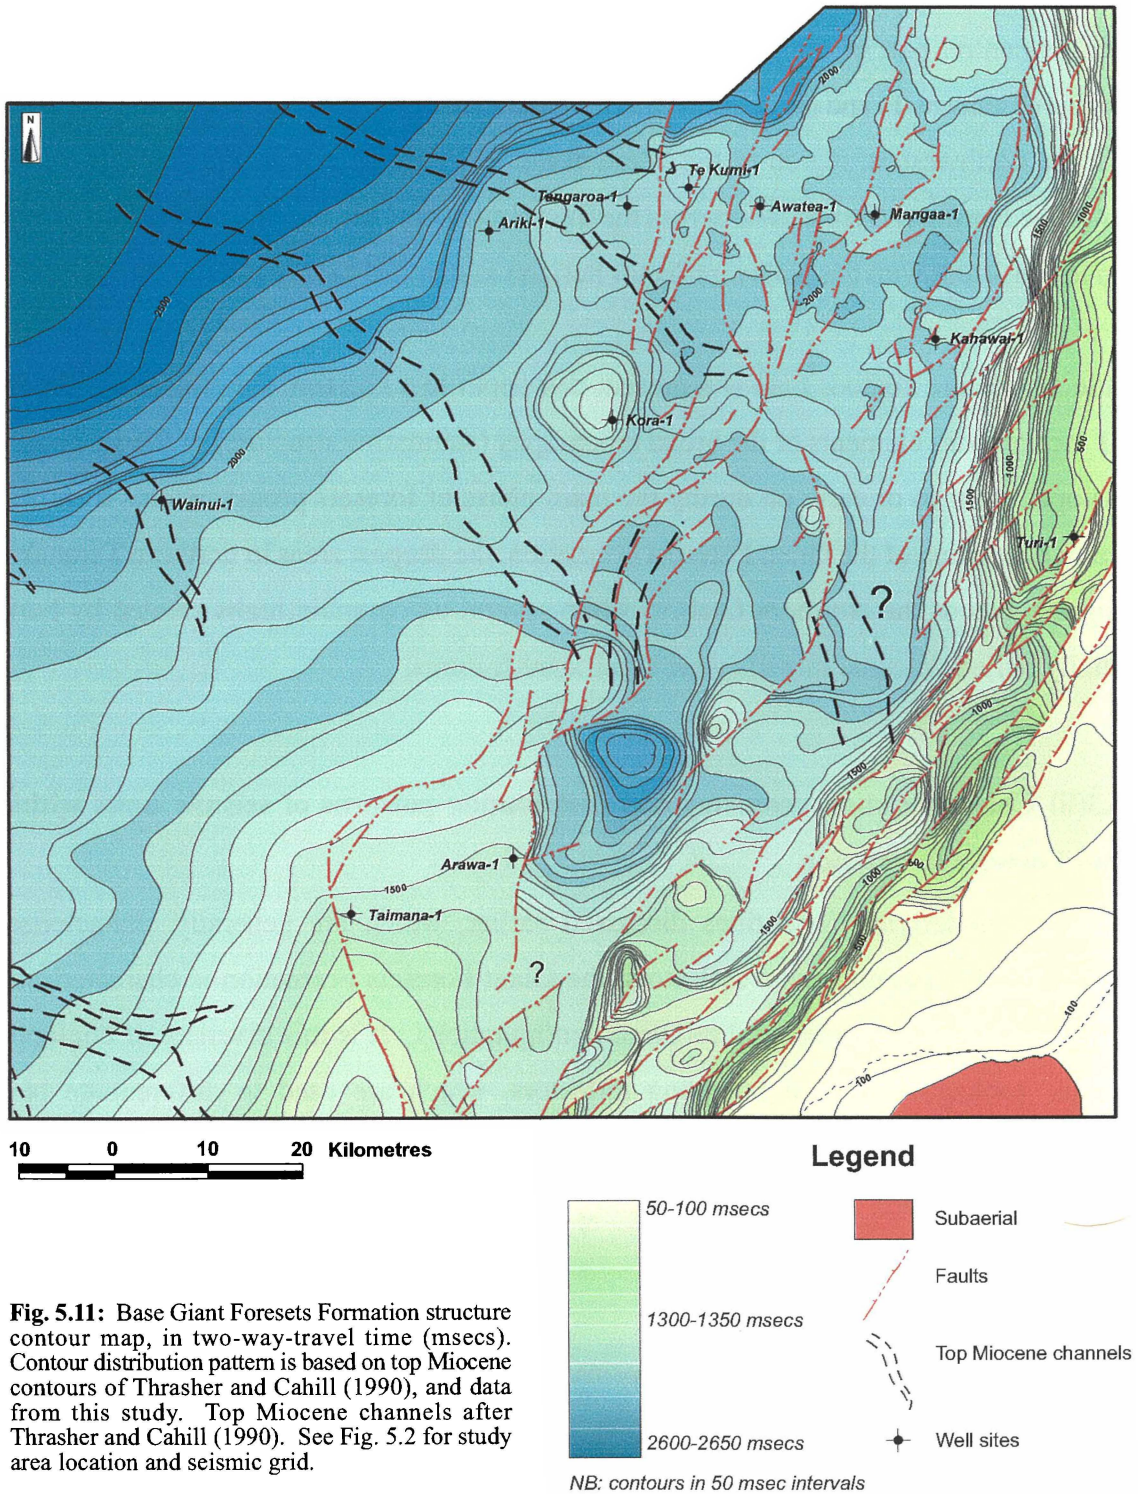 N
2000
Te Kumi-1
Tangaroa-1
Awatea-1
Mangaa-1
Ariki-1
1000
1500
2500
2000
Kahawai-1
Kora-1
500
1000
2000
1500
Wainui-1
Turi-1
?
1000
1500
Arawa-1
500
1000
1500
Taimana-1
1500
500
?
100
100
10 0 10 20 Kilometres
Legend
50-100 msecs
1300-1350 msecs
2600-2650 msecs
Subaerial
Faults
Top Miocene channels
Well sites
NB: contours in 50 msec intervals
Fig. 5.11: Base Giant Foresets Formation structure
contour map, in two-way-travel time (msecs).
Contour distribution pattern is based on top Miocene
contours of Thrasher and Cahill (1990), and data
from this study. Top Miocene channels after
Thrasher and Cahill (1990). See Fig. 5.2 for study
area location and seismic grid.